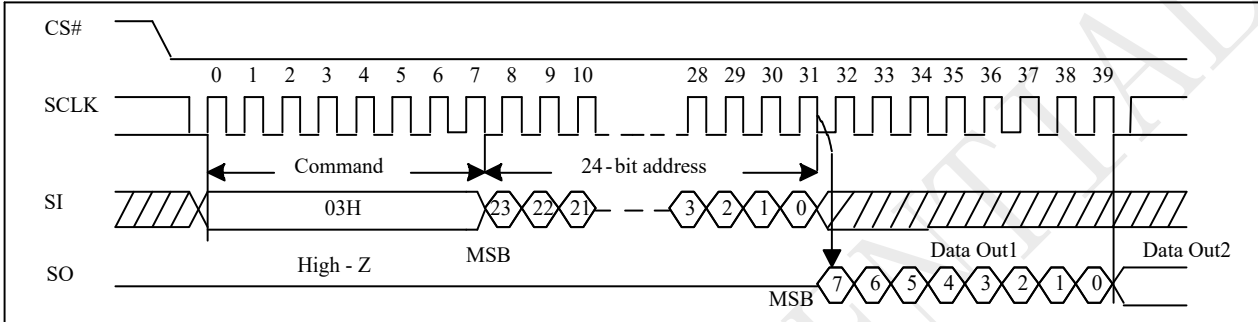 CS#
0 1 2 3 4 5 6 7 8 9 10 28 29 30 31 32 33 34 35 36 37 38 39
SCLK
Command 24-bit address
SI 03H 23 22 21 3 2 1 0
High - Z MSB Data Out1 Data Out2
SO 7 6 5 4 3 2 1 0
MSB
ENTIAL